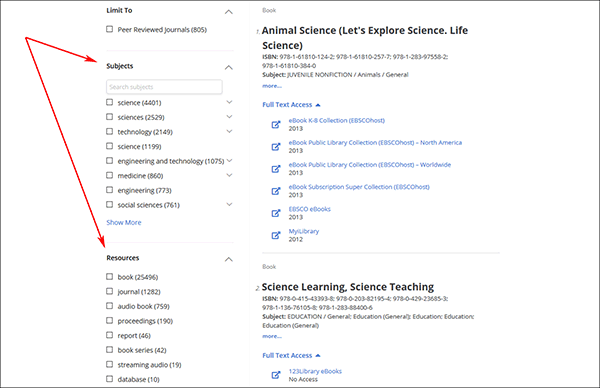 Limit To
Peer Reviewed Journals (805)
Subjects
Search subjects
science (4401)
sciences (2529)
technology (2149)
science (1199)
engineering and technology (1075)
medicine (860)
engineering (773)
social sciences (761)
Show More
Resources
book (25496)
journal (1282)
audio book (759)
proceedings (190)
report (46)
book series (42)
streaming audio (19)
database (10)
Book
1. Animal Science (Let's Explore Science. Life
Science)
ISBN: 978-1-61810-124-2; 978-1-61810-257-7; 978-1-283-97558-2;
978-1-61810-384-0
Subject: JUVENILE NONFICTION / Animals / General
more...
Full Text Access
eBook K-8 Collection (EBSCOhost)
2013
eBook Public Library Collection (EBSCOhost) – North America
2013
eBook Public Library Collection (EBSCOhost) – Worldwide
2013
eBook Subscription Super Collection (EBSCOhost)
2013
EBSCO eBooks
2013
MyiLibrary
2012
Book
2. Science Learning, Science Teaching
ISBN: 978-0-415-43393-8; 978-0-203-82195-4; 978-0-429-23685-3;
978-1-136-76105-8; 978-1-283-88400-6
Subject: EDUCATION / General; Education (General); Education; Education;
Education (General)
more...
Full Text Access
123Library eBooks
No Access